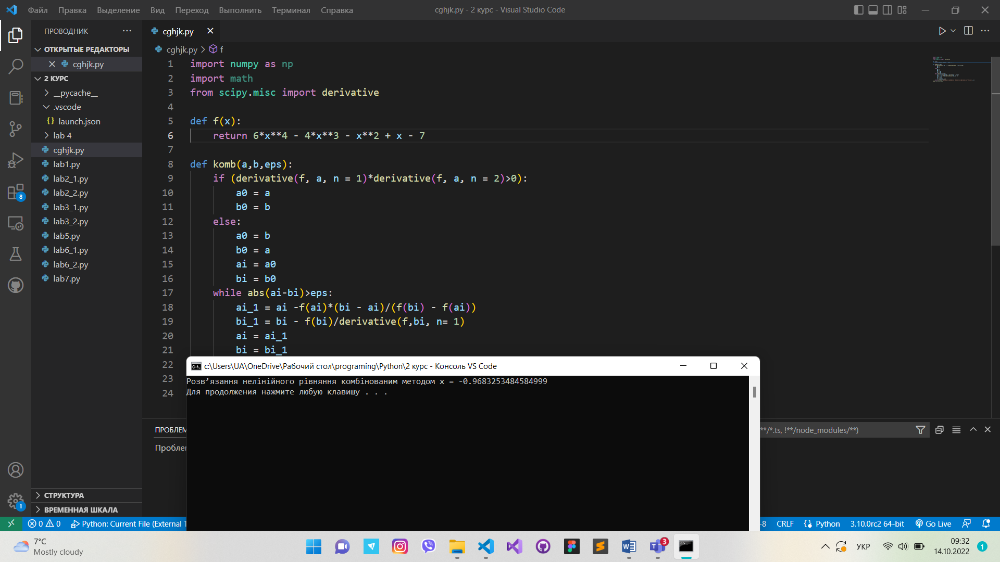 Файл Правка Выделение Вид Переход Выполнить Терминал Справка
cghjk.py - 2 курс - Visual Studio Code
ПРОВОДНИК
ОТКРЫТЫЕ РЕДАКТОРЫ
cghjk.py
2 КУРС
__pycache__
.vscode
launch.json
lab 4
cghjk.py
lab1.py
lab2_1.py
lab2_2.py
lab3_1.py
lab3_2.py
lab5.py
lab6_1.py
lab6_2.py
lab7.py
СТРУКТУРА
ВРЕМЕННАЯ ШКАЛА
8
1
cghjk.py
cghjk.py > f
1 import numpy as np
2 import math
3 from scipy.misc import derivative
4
5 def f(x):
6 return 6*x**4 - 4*x**3 - x**2 + x - 7
7
8 def komb(a,b,eps):
9 if (derivative(f, a, n = 1)*derivative(f, a, n = 2)>0):
10 a0 = a
11 b0 = b
12 else:
13 a0 = b
14 b0 = a
15 ai = a0
16 bi = b0
17 while abs(ai-bi)>eps:
18 ai_1 = ai -f(ai)*(bi - ai)/(f(bi) - f(ai))
19 bi_1 = bi - f(bi)/derivative(f,bi, n= 1)
20 ai = ai_1
21 bi = bi_1
22
23
24
c:\Users\UA\OneDrive\Рабочий стол\programing\Python\2 курс - Консоль VS Code
Розв’язання нелінійного рівняння комбінованим методом x = -0.9683253484584999
Для продолжения нажмите любую клавишу . . .
ПРОБЛЕМ
Пробле
**/*.ts, !**/node_modules/**)
0 0 Python: Current File (External T
-8 CRLF Python 3.10.0rc2 64-bit Go Live
7°C
Mostly cloudy
3
УКР
09:32
14.10.2022
1